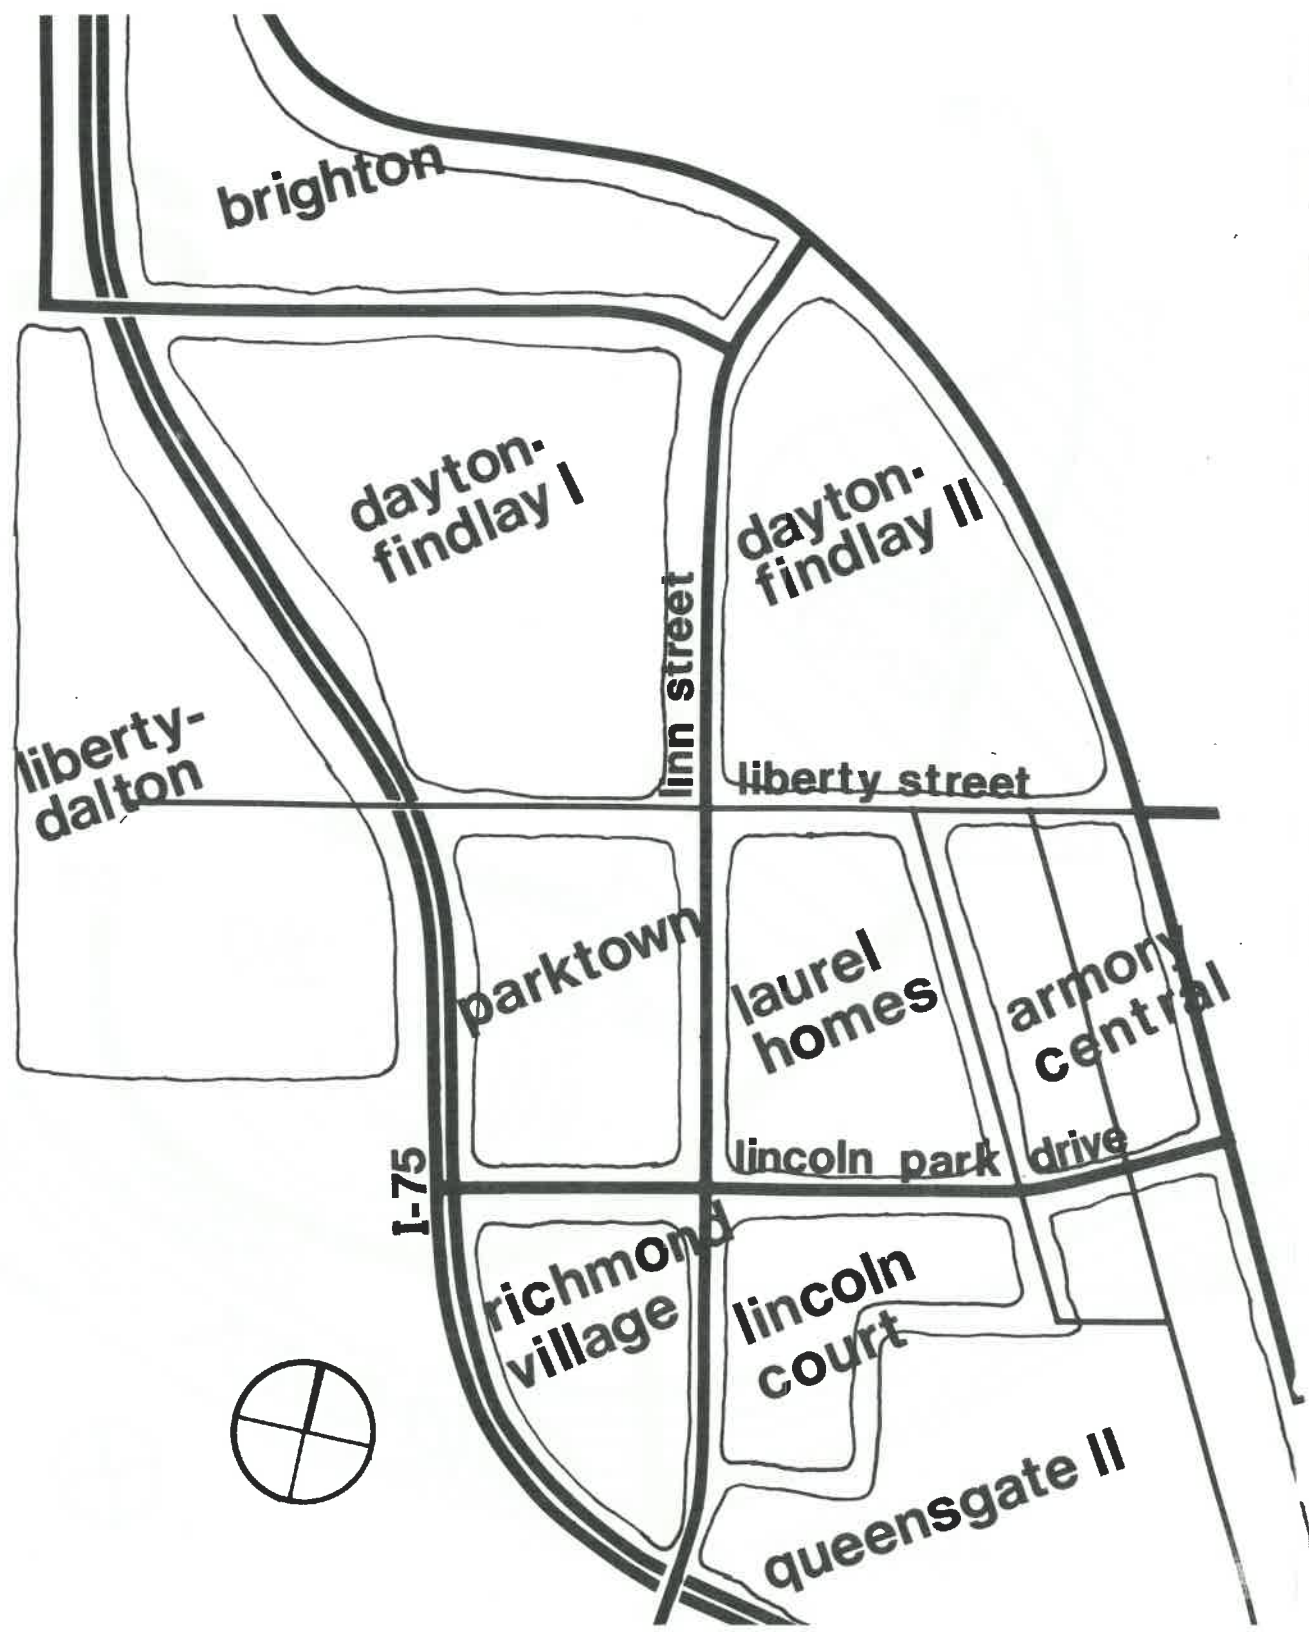 brighton
dayton-
findlay I
dayton-
findlay II
linn street
liberty-
dalton
liberty street
parktown
laurel
homes
armory
central
lincoln park drive
I-75
richmond
village
lincoln
court
queensgate II